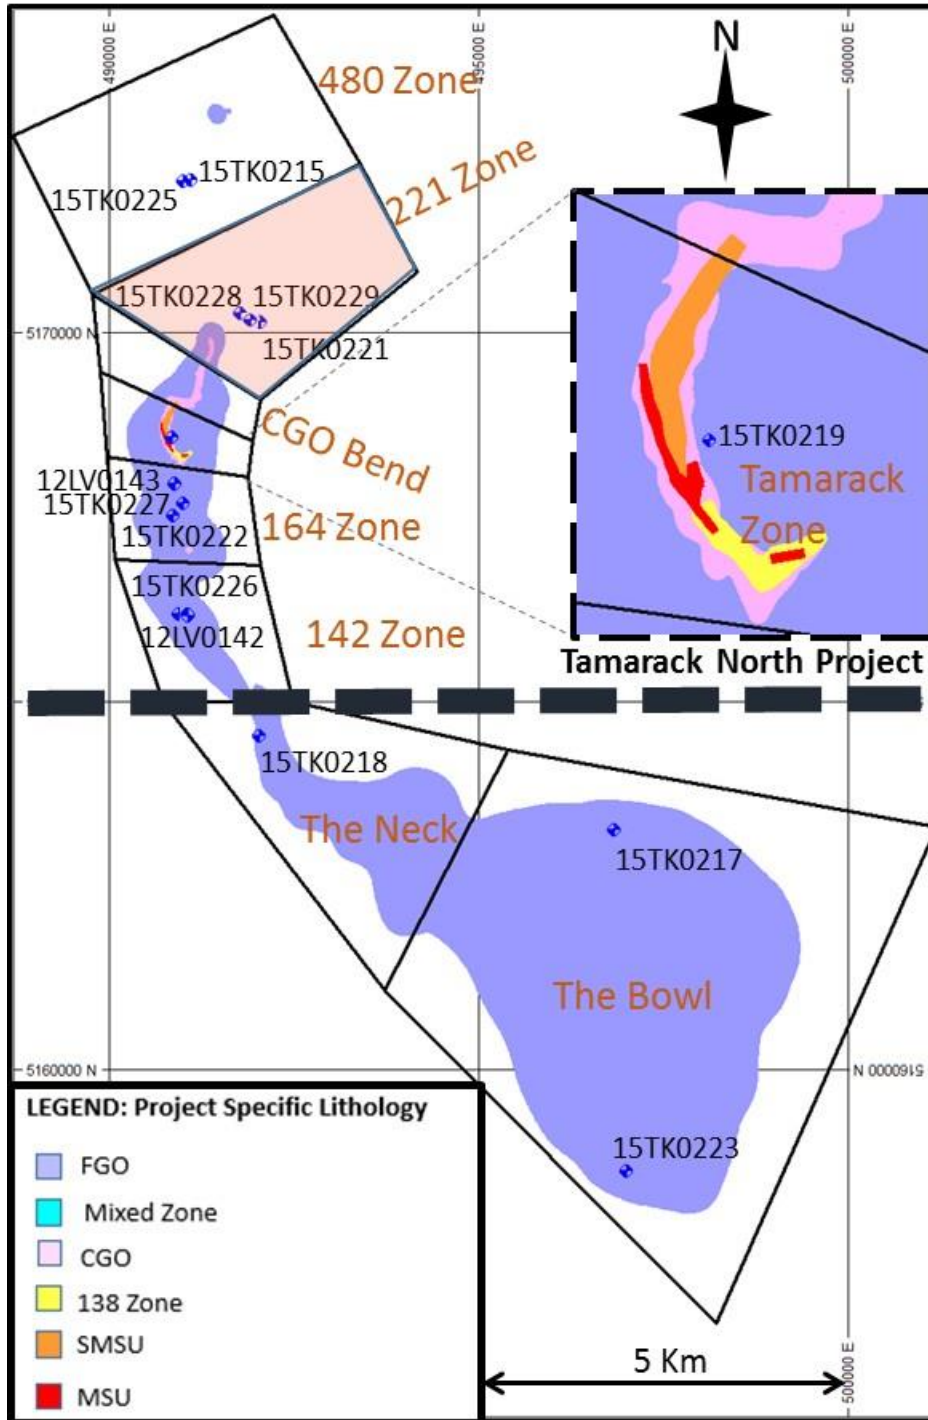 490000 E
495000 E
500000 E
N
480 Zone
221 Zone
15TK0215
15TK0225
15TK0228
15TK0229
5170000 N
15TK0221
CGO Bend
12LV0143
15TK0227
164 Zone
15TK0222
15TK0226
142 Zone
12LV0142
15TK0219
Tamarack
Zone
Tamarack North Project
15TK0218
The Neck
15TK0217
The Bowl
5160000 N
5160000 N
15TK0223
LEGEND: Project Specific Lithology
FGO
Mixed Zone
CGO
138 Zone
SMSU
MSU
5 Km
500000 E